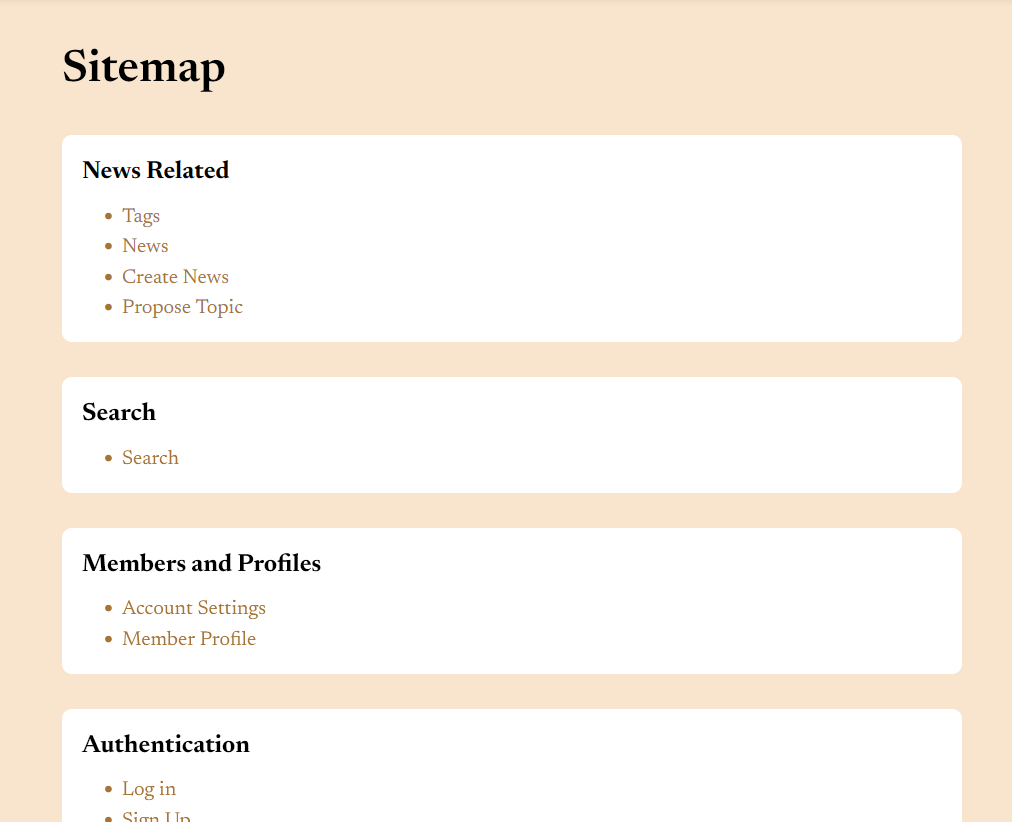 Sitemap
News Related
Tags
News
Create News
Propose Topic
Search
Search
Members and Profiles
Account Settings
Member Profile
Authentication
Log in
Sign Up